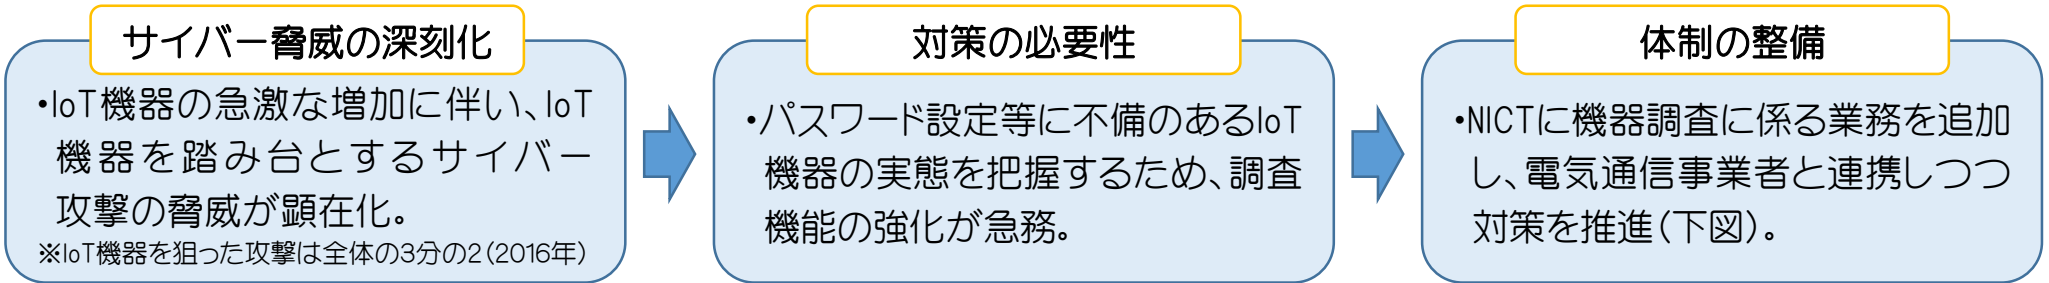 サイバー脅威の深刻化
・IoT機器の急激な増加に伴い、IoT
機器を踏み台とするサイバー
攻撃の脅威が顕在化。
※IoT機器を狙った攻撃は全体の3分の2(2016年)
対策の必要性
・パスワード設定等に不備のあるIoT
機器の実態を把握するため、調査
機能の強化が急務。
体制の整備
・NICTに機器調査に係る業務を追加
し、電気通信事業者と連携しつつ
対策を推進(下図)。